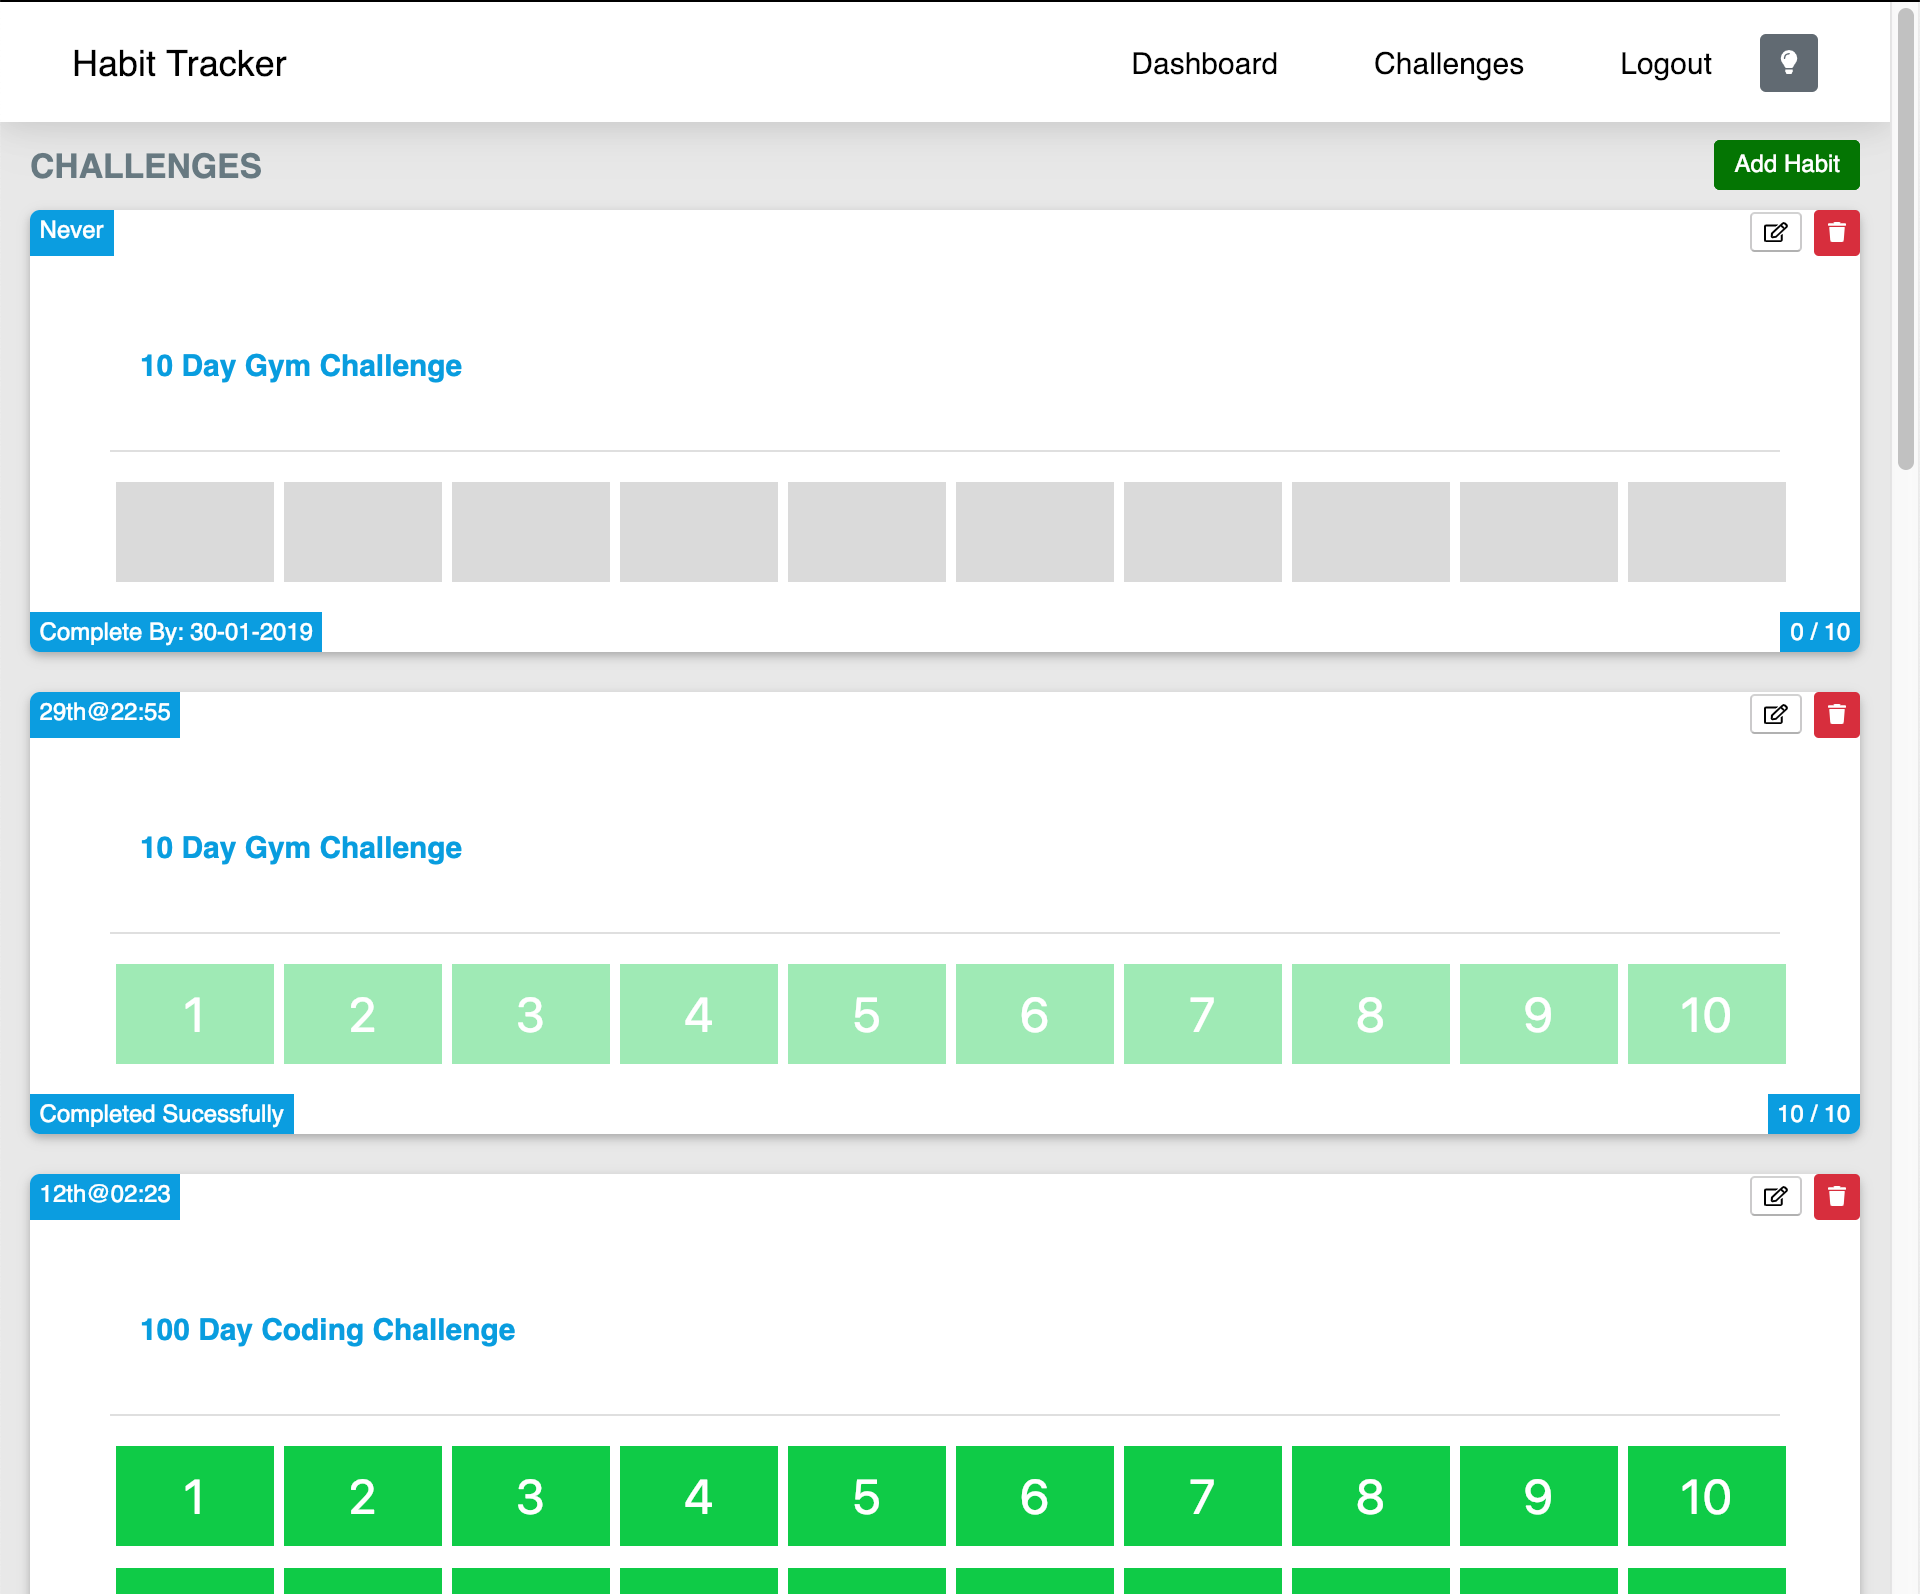 Habit Tracker Dashboard Challenges Logout
CHALLENGES Add Habit
Never
10 Day Gym Challenge
Complete By: 30-01-2019 0 / 10
29th@22:55
10 Day Gym Challenge
1 2 3 4 5 6 7 8 9 10
Completed Sucessfully 10 / 10
12th@02:23
100 Day Coding Challenge
1 2 3 4 5 6 7 8 9 10